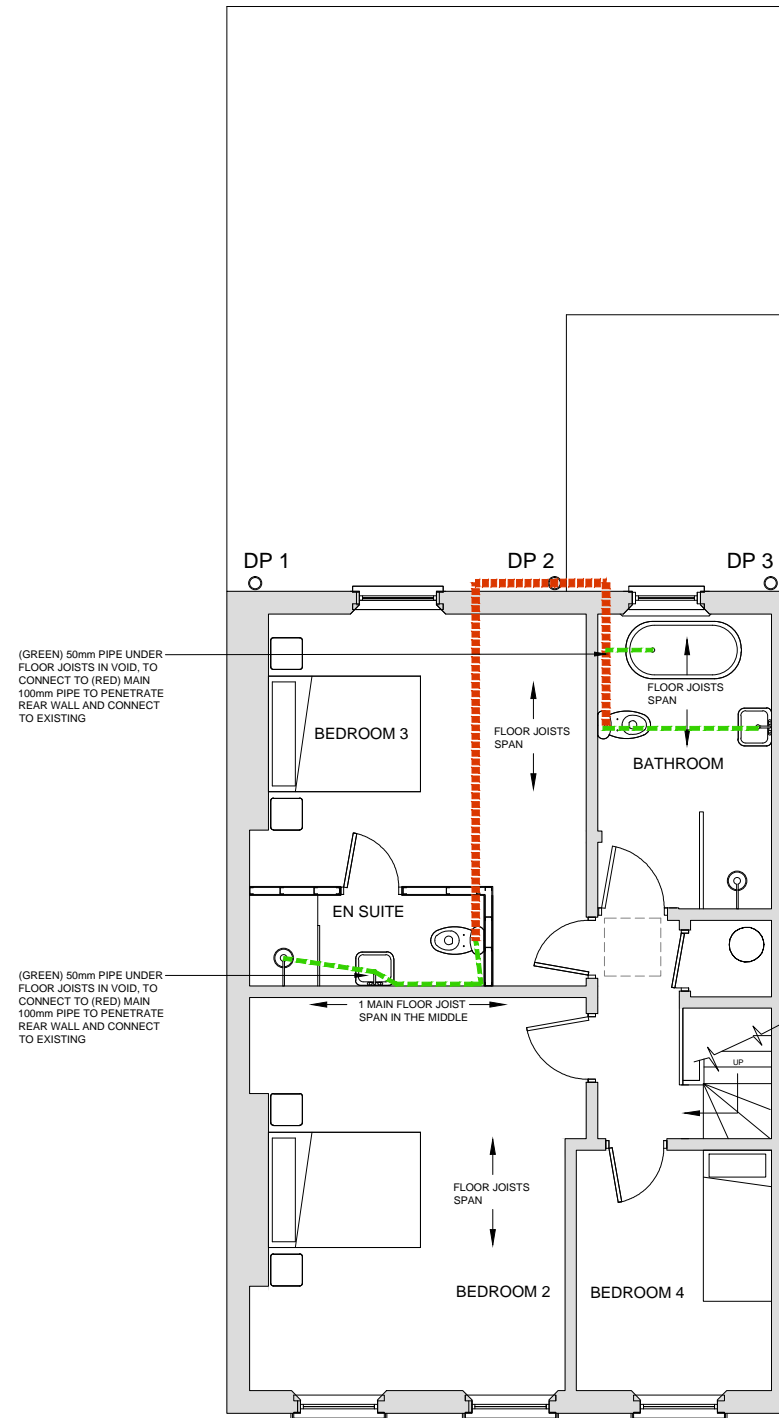 DP 1
DP 2
DP 3
(GREEN) 50mm PIPE UNDER
FLOOR JOISTS IN VOID, TO
CONNECT TO (RED) MAIN
100mm PIPE TO PENETRATE
REAR WALL AND CONNECT
TO EXISTING
FLOOR JOISTS
SPAN
BEDROOM 3
FLOOR JOISTS
SPAN
BATHROOM
EN SUITE
(GREEN) 50mm PIPE UNDER
FLOOR JOISTS IN VOID, TO
CONNECT TO (RED) MAIN
100mm PIPE TO PENETRATE
REAR WALL AND CONNECT
TO EXISTING
1 MAIN FLOOR JOIST
SPAN IN THE MIDDLE
UP
FLOOR JOISTS
SPAN
BEDROOM 2
BEDROOM 4